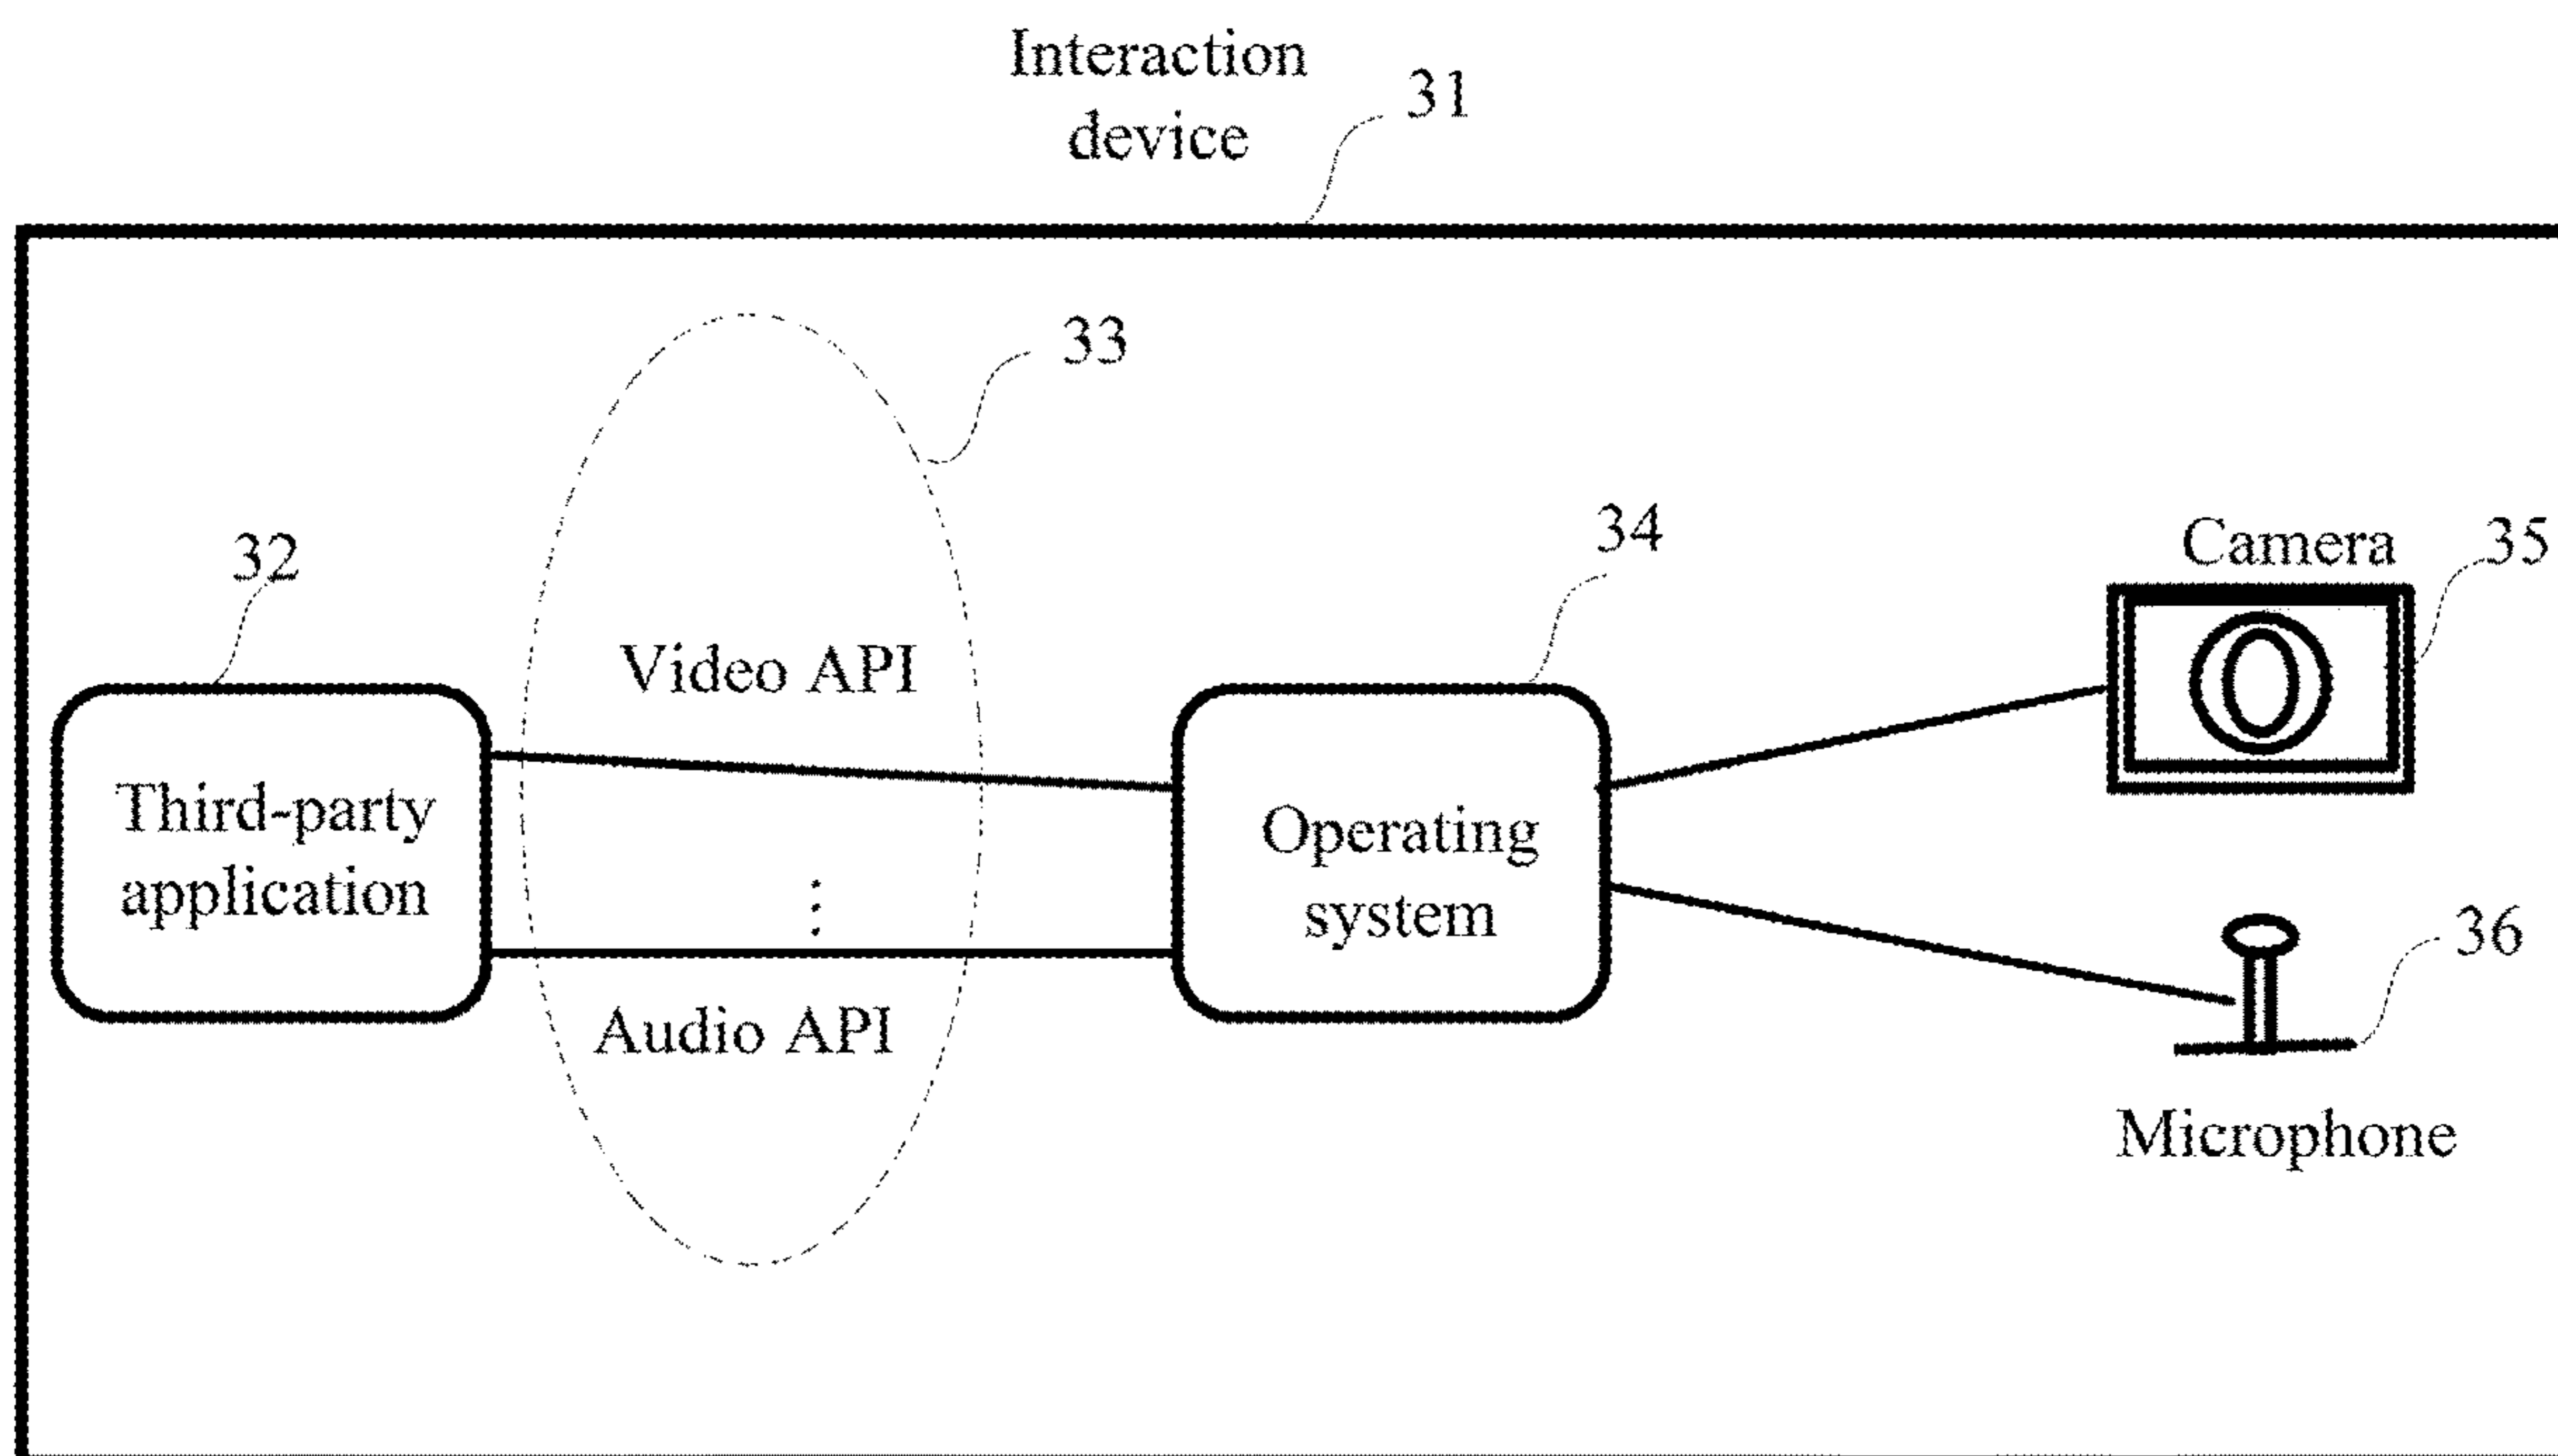 Interaction
device
31
33
32
34
Camera
35
Video API
Third-party
application
Operating
system
⋮
Audio API
36
Microphone